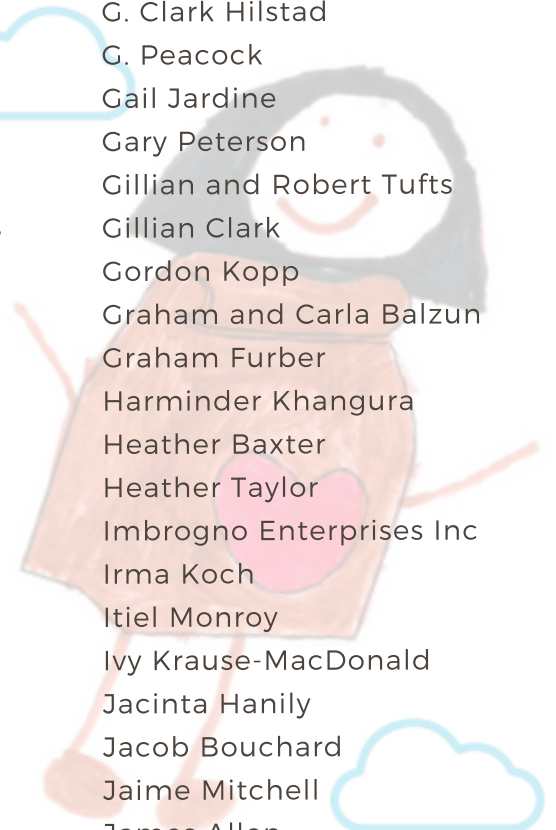 G. Clark Hilstad
G. Peacock
Gail Jardine
Gary Peterson
Gillian and Robert Tufts
Gillian Clark
Gordon Kopp
Graham and Carla Balzun
Graham Furber
Harminder Khangura
Heather Baxter
Heather Taylor
Imbrogno Enterprises Inc
Irma Koch
Itiel Monroy
Ivy Krause-MacDonald
Jacinta Hanily
Jacob Bouchard
Jaime Mitchell
James Allen